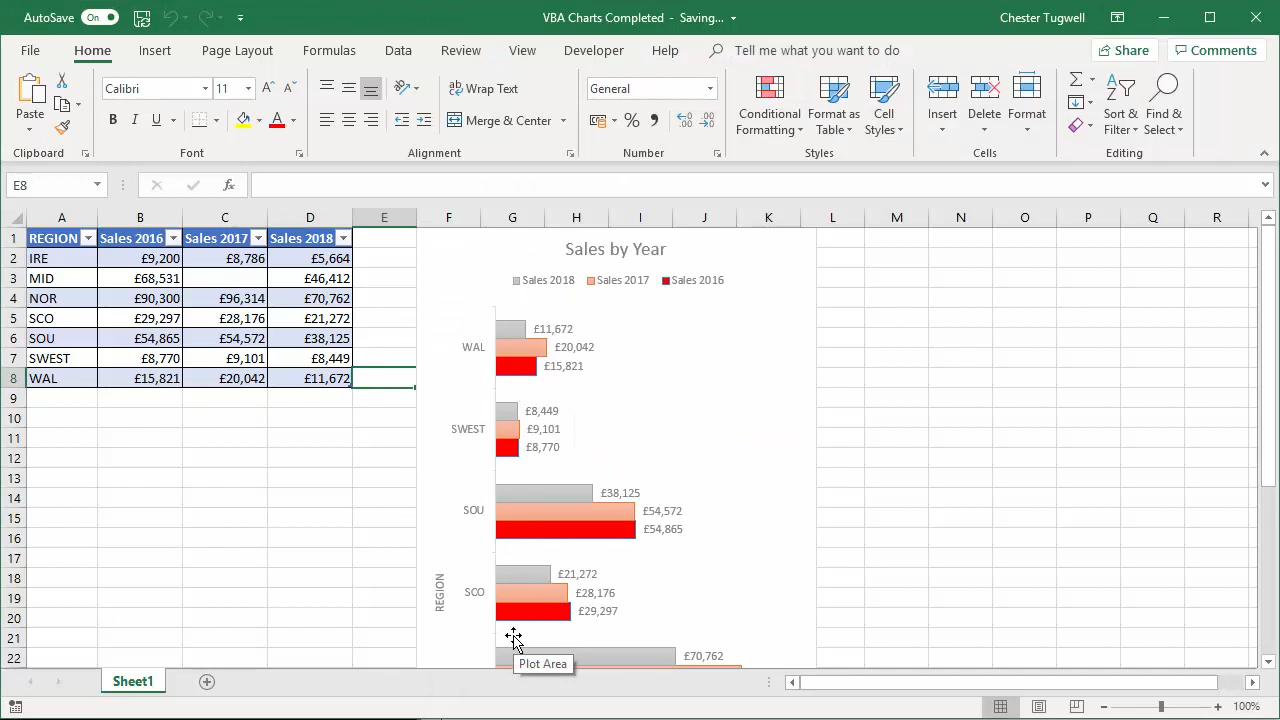 AutoSave On VBA Charts Completed - Saving... Chester Tugwell
File Home Insert Page Layout Formulas Data Review View Developer Help Tell me what you want to do Share Comments
Paste Calibri 11 Wrap Text General Conditional Formatting Format as Table Cell Styles Insert Delete Format Sort & Filter Find & Select
B I U A Merge & Center %
Clipboard Font Alignment Number Styles Cells Editing
E8 fx
A B C D E F G H I J K L M N O P Q R
1 REGION Sales 2016 Sales 2017 Sales 2018
2 IRE £9,200 £8,786 £5,664
3 MID £68,531 £46,412
4 NOR £90,300 £96,314 £70,762
5 SCO £29,297 £28,176 £21,272
6 SOU £54,865 £54,572 £38,125
7 SWEST £8,770 £9,101 £8,449
8 WAL £15,821 £20,042 £11,672
9
10
11
12
13
14
15
16
17
18
19
20
21
22
Sales by Year
Sales 2018 Sales 2017 Sales 2016
£11,672
WAL £20,042
£15,821
£8,449
SWEST £9,101
£8,770
£38,125
SOU £54,572
£54,865
£21,272
REGION SCO £28,176
£29,297
£70,762
Plot Area
Sheet1
100%